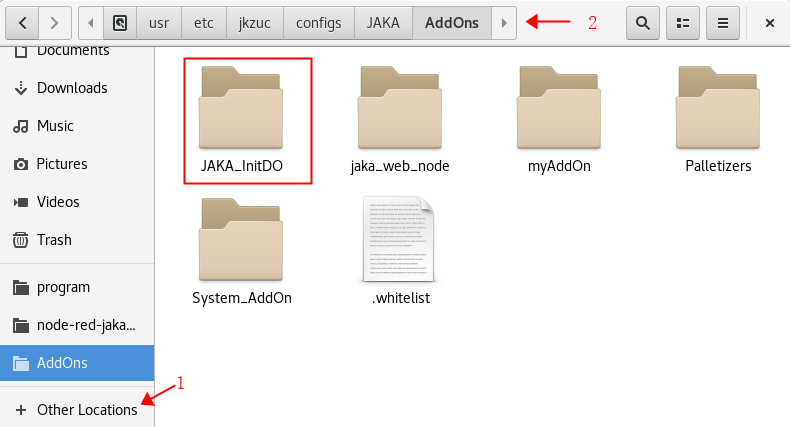 usr etc jkzuc configs JAKA AddOns 2
Documents
Downloads
Music
Pictures
Videos
Trash
program
node-red-jaka...
AddOns
1
Other Locations
JAKA_InitDO jaka_web_node myAddOn Palletizers
System_AddOn .whitelist